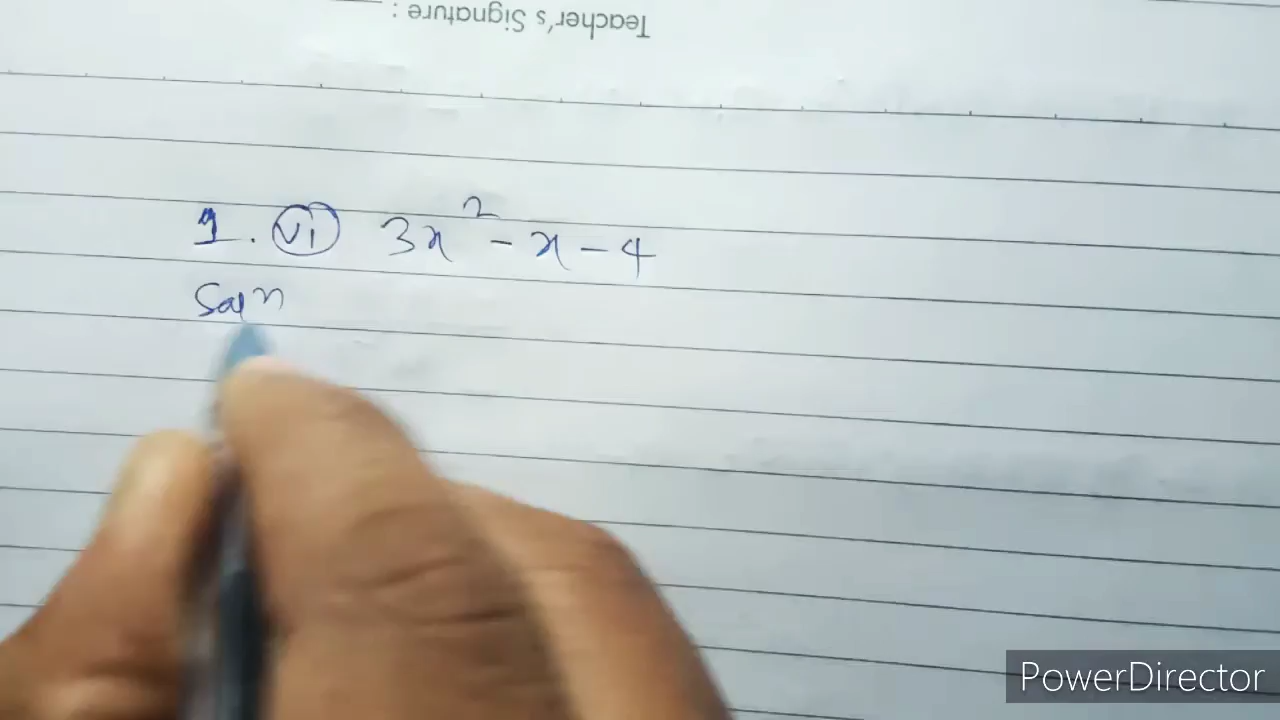 Teacher's Signature :
1. (vi) 3x² - x - 4
Solⁿ
PowerDirector